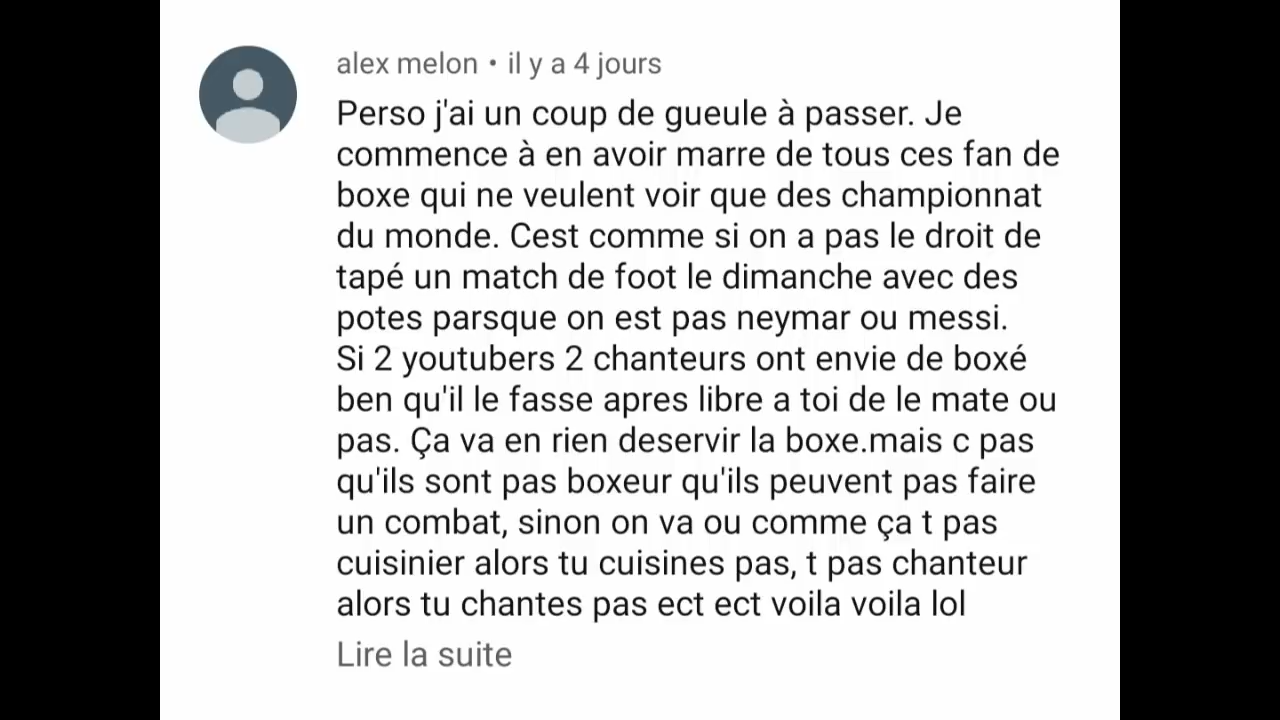 alex melon • il y a 4 jours
Perso j'ai un coup de gueule à passer. Je
commence à en avoir marre de tous ces fan de
boxe qui ne veulent voir que des championnat
du monde. Cest comme si on a pas le droit de
tapé un match de foot le dimanche avec des
potes parsque on est pas neymar ou messi.
Si 2 youtubers 2 chanteurs ont envie de boxé
ben qu'il le fasse apres libre a toi de le mate ou
pas. Ça va en rien deservir la boxe.mais c pas
qu'ils sont pas boxeur qu'ils peuvent pas faire
un combat, sinon on va ou comme ça t pas
cuisinier alors tu cuisines pas, t pas chanteur
alors tu chantes pas ect ect voila voila lol
Lire la suite